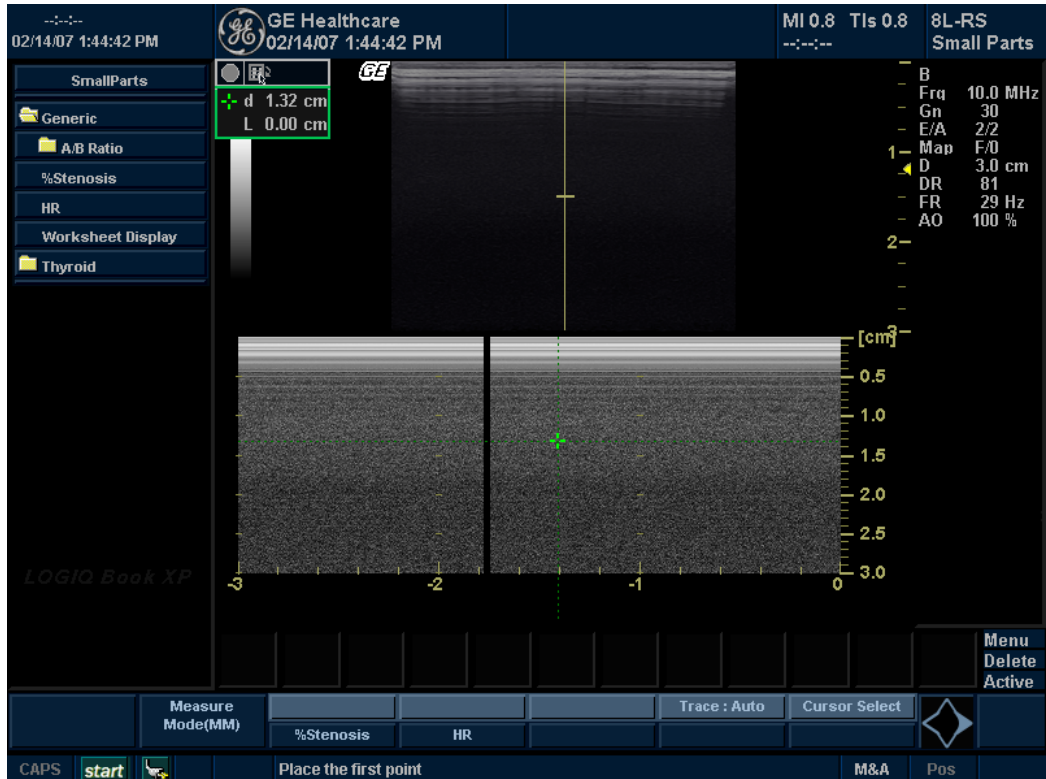 --:--:--
02/14/07 1:44:42 PM
GE Healthcare
02/14/07 1:44:42 PM
MI 0.8 TIs 0.8
--:--:--
8L-RS
Small Parts
SmallParts
Generic
A/B Ratio
%Stenosis
HR
Worksheet Display
Thyroid
LOGIQ Book XP
d 1.32 cm
L 0.00 cm
GE
1
2
3
B
Frq 10.0 MHz
Gn 30
E/A 2/2
Map F/0
D 3.0 cm
DR 81
FR 29 Hz
AO 100 %
[cm]
0.5
1.0
1.5
2.0
2.5
3.0
-3 -2 -1 0
Menu
Delete
Active
Measure
Mode(MM)
Trace : Auto
Cursor Select
%Stenosis
HR
CAPS
start
Place the first point
M&A
Pos